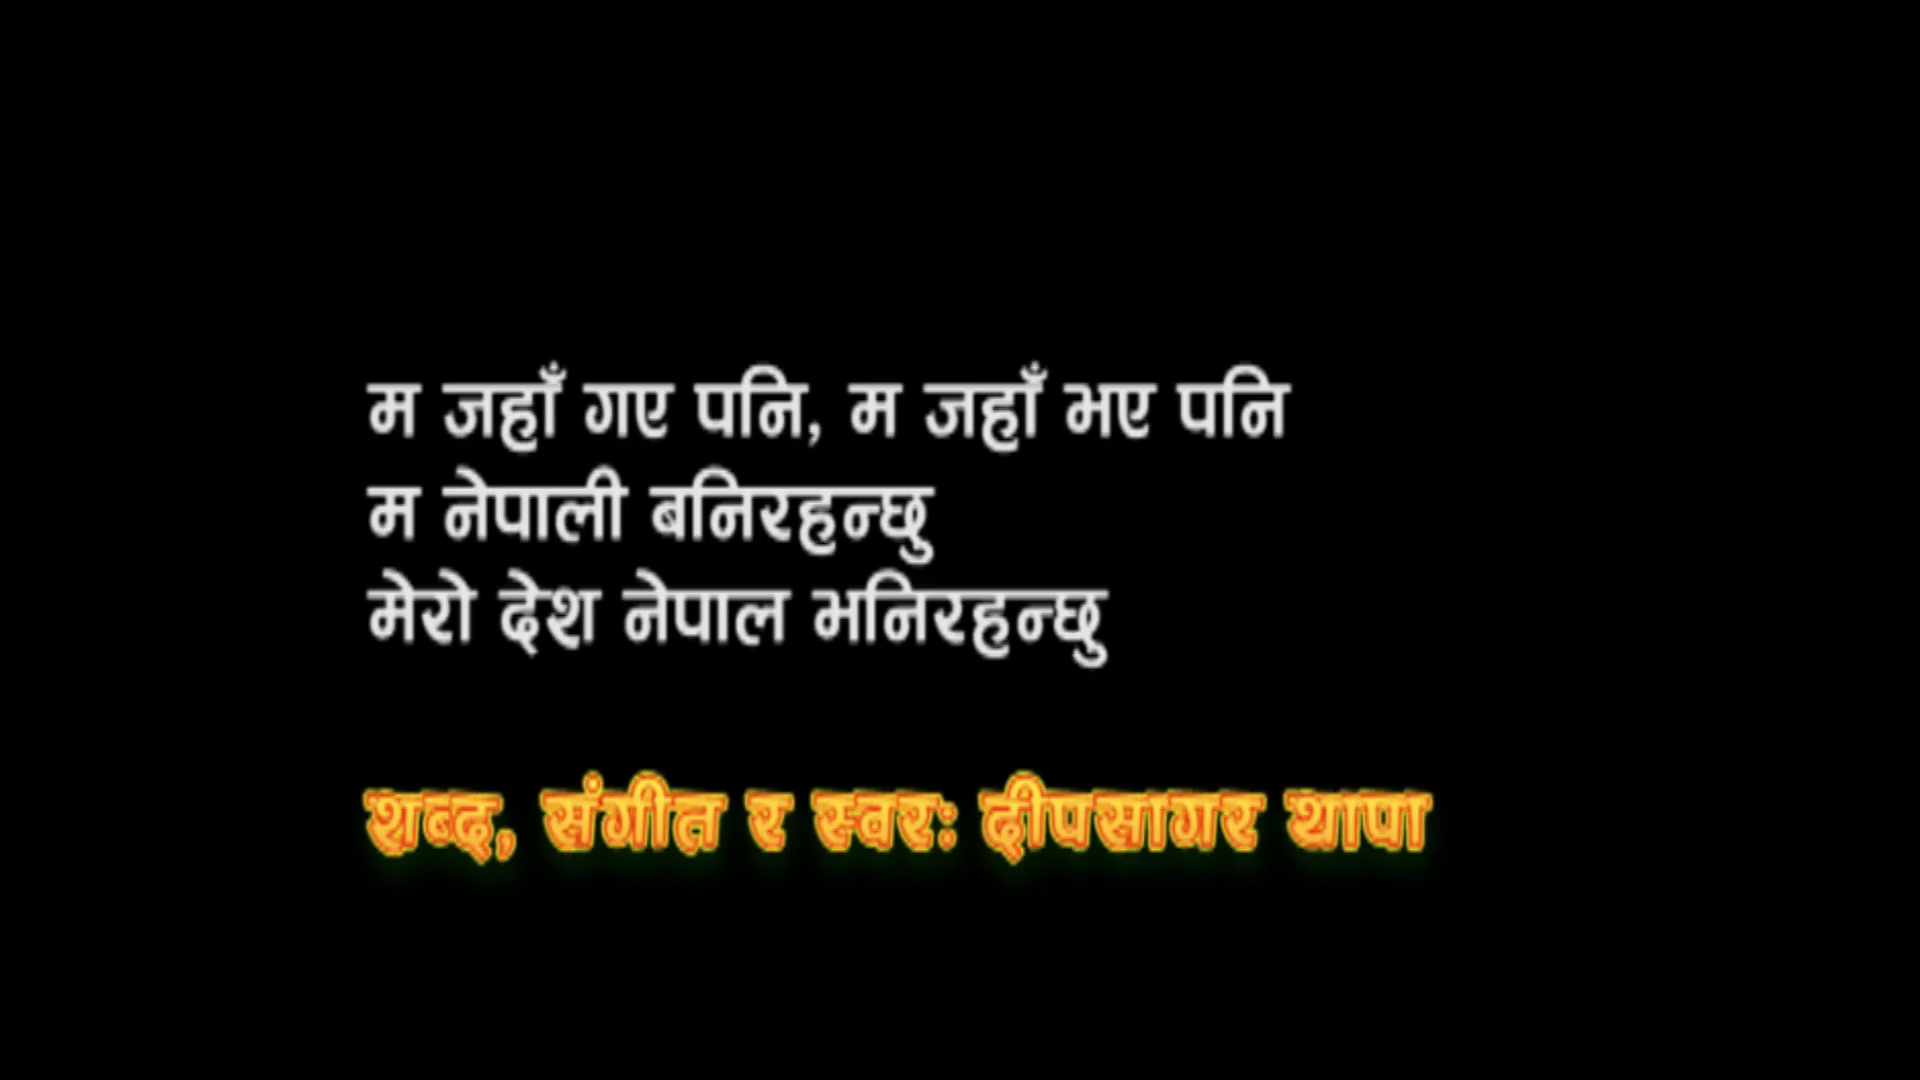 म जहाँ गए पनि, म जहाँ भए पनि
म नेपाली बनिरहन्छु
मेरो देश नेपाल भनिरहन्छु
शब्द, संगीत र स्वर: दीपसागर थापा